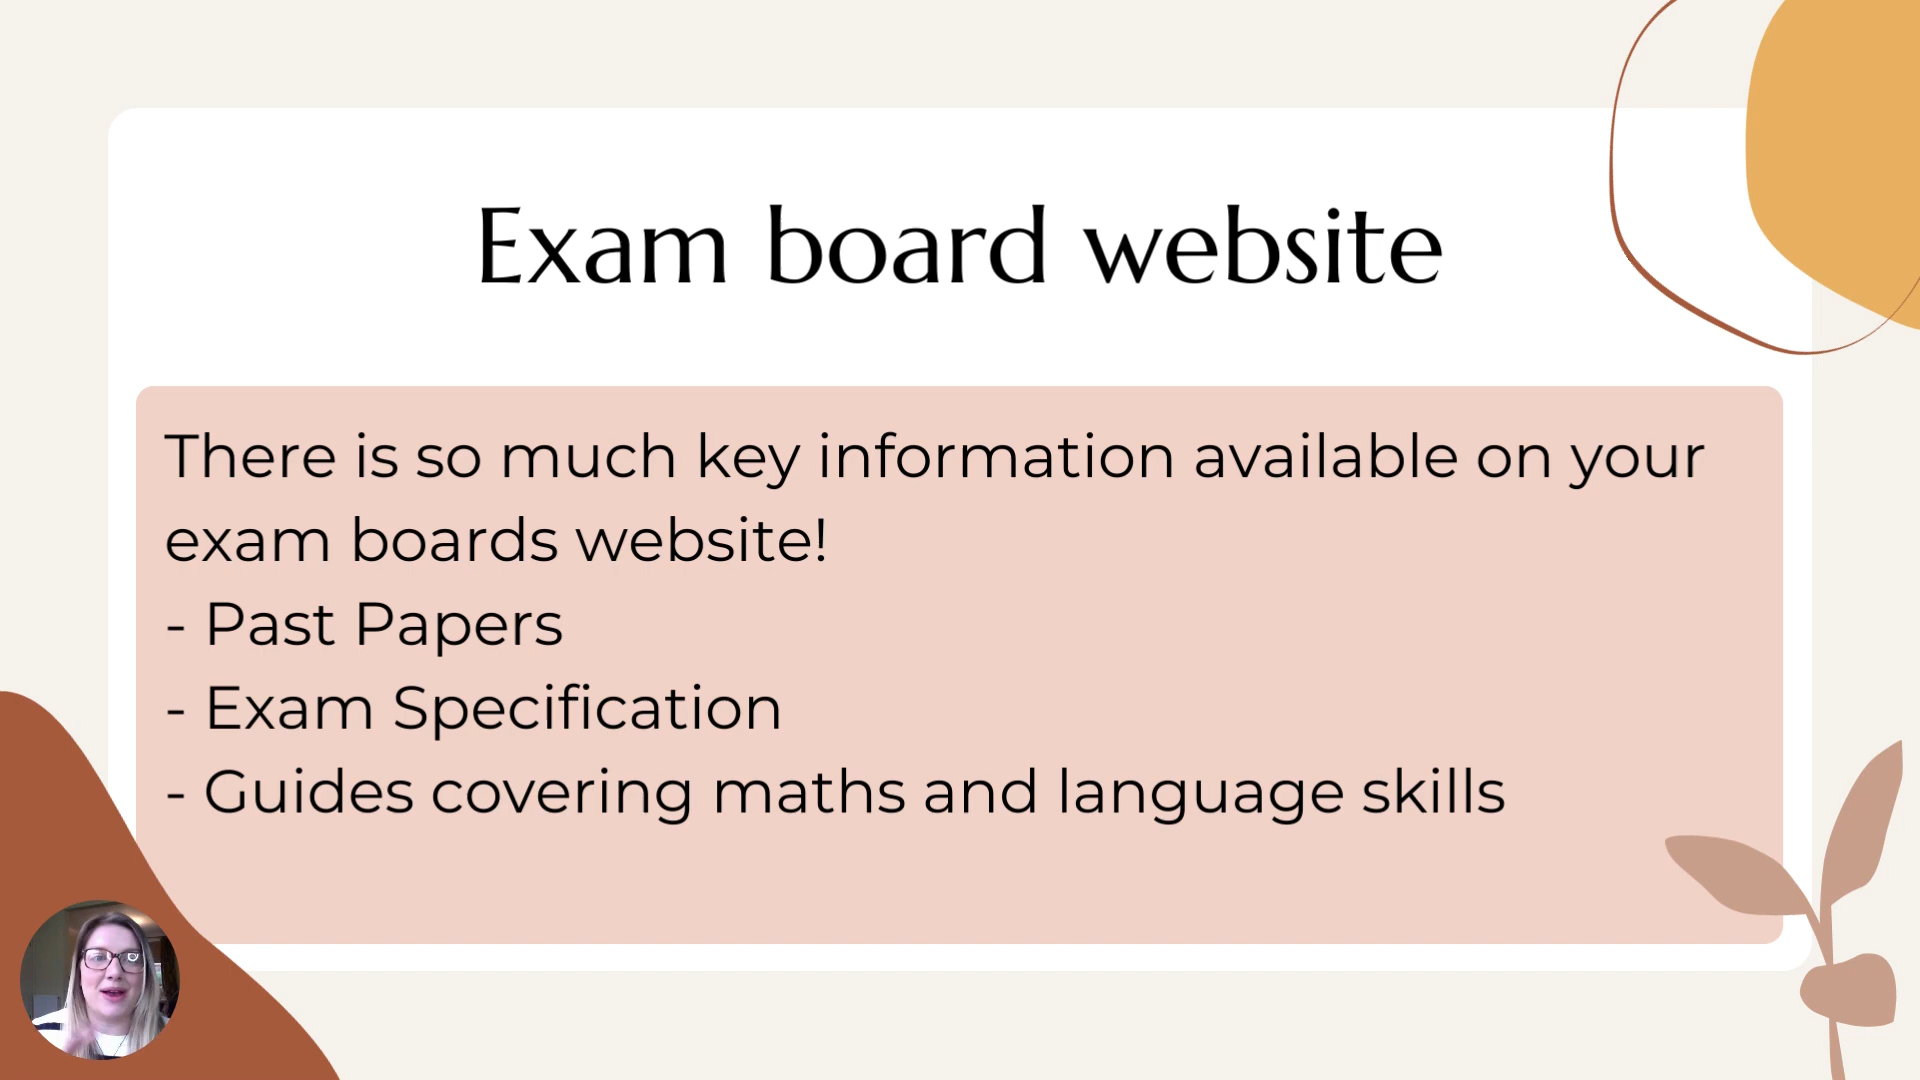 Exam board website
There is so much key information available on your
exam boards website!
- Past Papers
- Exam Specification
- Guides covering maths and language skills